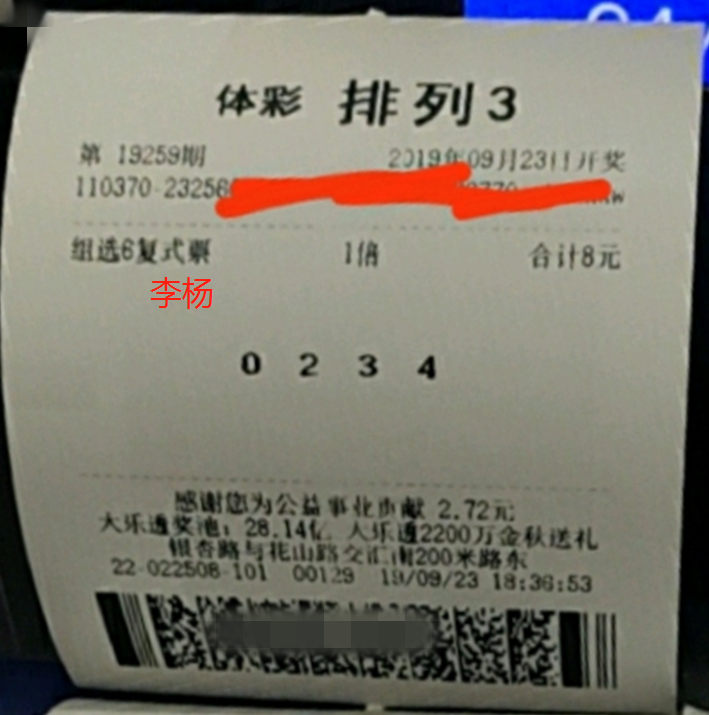 体彩 排列3
第 19259期 2019年09月23日开奖
110370-23256
组选6复式票 1倍 合计8元
李杨
0 2 3 4
感谢您为公益事业贡献 2.72元
大乐透奖池：28.14亿 大乐透2200万金秋送礼
银杏路与花山路交汇南200米路东
22-022508-101 00129 19/09/23 18:36:53